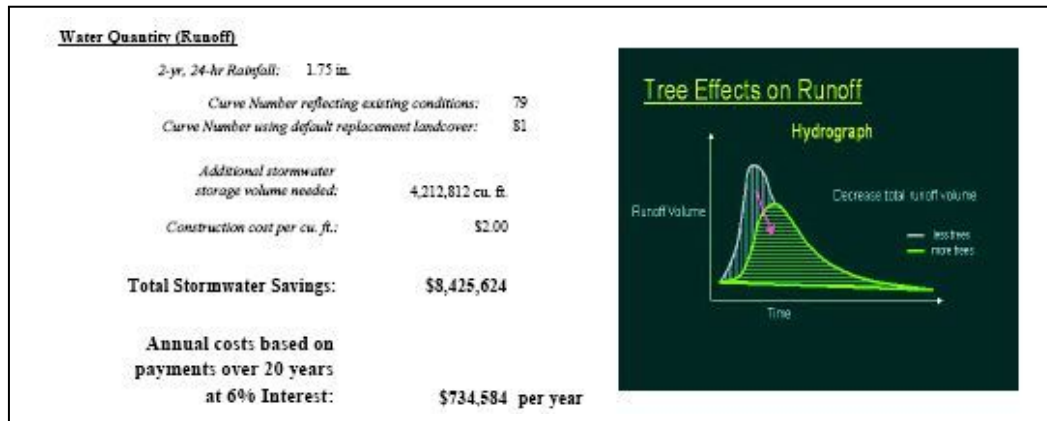 Water Quantity (Runoff)
2-yr, 24-hr Rainfall: 1.75 in.
Curve Number reflecting existing conditions: 79
Curve Number using default replacement landcover: 81
Additional stormwater
storage volume needed: 4,212,812 cu. ft.
Construction cost per cu. ft.: $2.00
Total Stormwater Savings: $8,425,624
Annual costs based on
payments over 20 years
at 6% Interest: $734,584 per year
Tree Effects on Runoff
Hydrograph
Runoff Volume
Decrease total runoff volume
less trees
more trees
Time